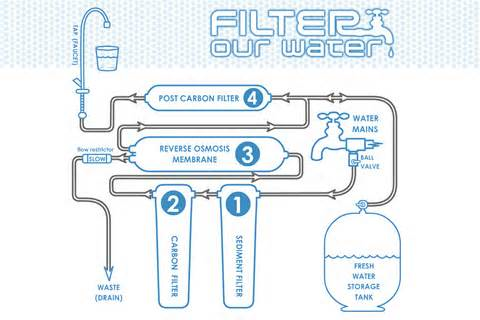 FILTER
our water
TAP (FAUCET)
POST CARBON FILTER 4
WATER
MAINS
flow restrictor
SLOW
REVERSE OSMOSIS
MEMBRANE
3
BALL
VALVE
2
1
CARBON FILTER
SEDIMENT FILTER
FRESH
WATER
STORAGE
TANK
WASTE
(DRAIN)